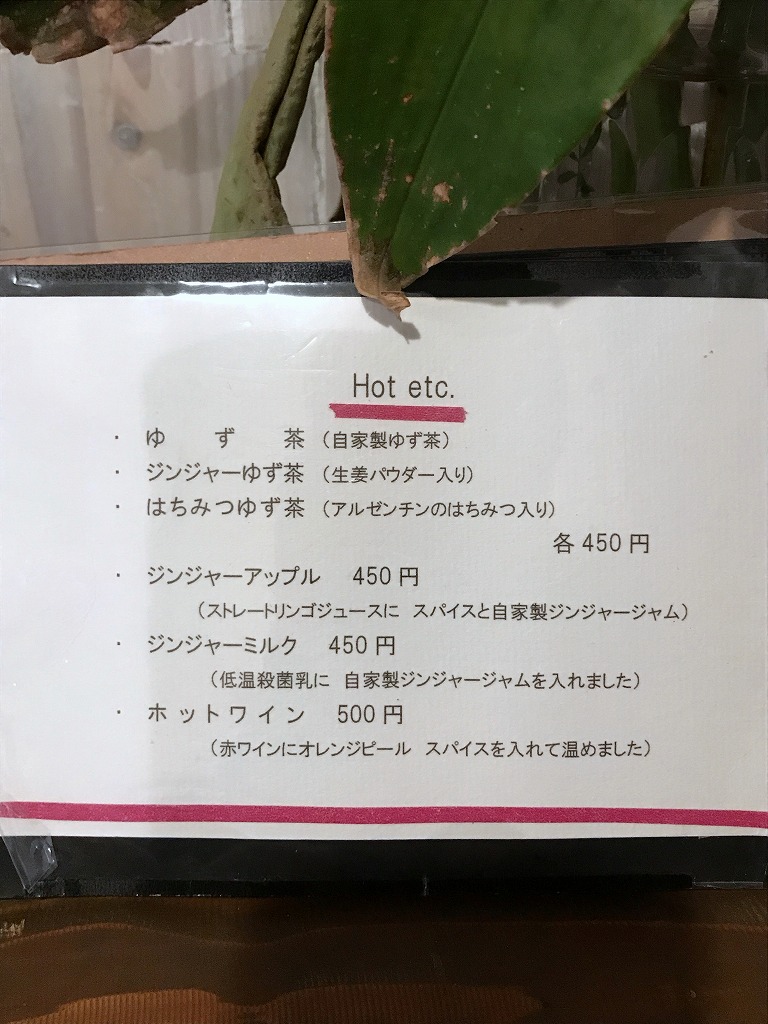 Hot etc.
・ ゆ ず 茶 （自家製ゆず茶）
・ ジンジャーゆず茶 （生姜パウダー入り）
・ はちみつゆず茶 （アルゼンチンのはちみつ入り）
各 450 円
・ ジンジャーアップル 450 円
（ストレートリンゴジュースに スパイスと自家製ジンジャージャム）
・ ジンジャーミルク 450 円
（低温殺菌乳に 自家製ジンジャージャムを入れました）
・ ホットワイン 500 円
（赤ワインにオレンジピール スパイスを入れて温めました）